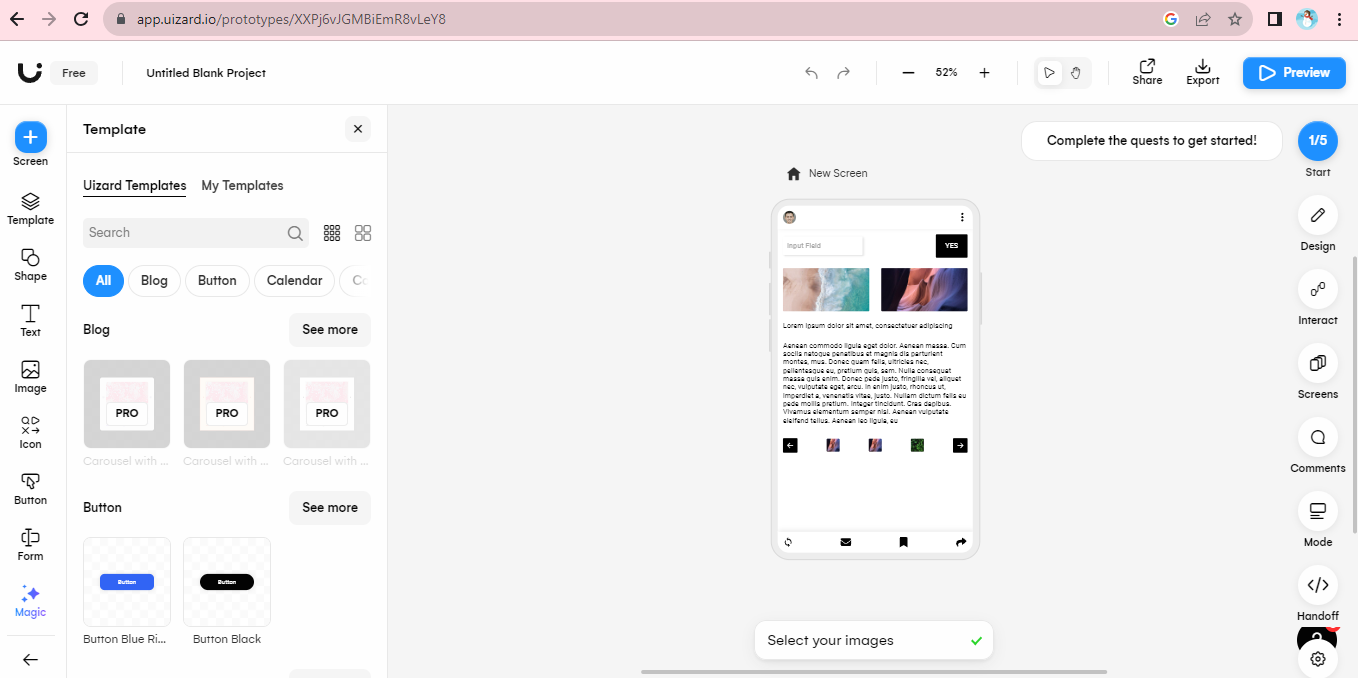 app.uizard.io/prototypes/XXPj6vJGMBiEmR8vLeY8
Free
Untitled Blank Project
52%
Share
Export
Preview
Screen
Template
Shape
Text
Image
Icon
Button
Form
Magic
Template
Uizard Templates
My Templates
Search
All
Blog
Button
Calendar
Blog
See more
PRO
PRO
PRO
Carousel with ...
Carousel with ...
Carousel with ...
Button
See more
Button
Button
Button Blue Ri...
Button Black
New Screen
Input Field
YES
Lorem ipsum dolor sit amet, consectetuer adipiscing
Aenean commodo ligula eget dolor. Aenean massa. Cum
sociis natoque penatibus et magnis dis parturient
montes, mus. Donec quam felis, ultricies nec,
pellentesque eu, pretium quis, sem. Nulla consequat
massa quis enim. Donec pede justo, fringilla vel, aliquet
nec, vulputate eget, arcu. In enim justo, rhoncus ut,
imperdiet a, venenatis vitae, justo. Nullam dictum felis eu
pede mollis pretium. Integer tincidunt. Cras dapibus.
Vivamus elementum semper nisi. Aenean vulputate
eleifend tellus. Aenean leo ligula, eu
Select your images
Complete the quests to get started!
1/5
Start
Design
Interact
Screens
Comments
Mode
Handoff